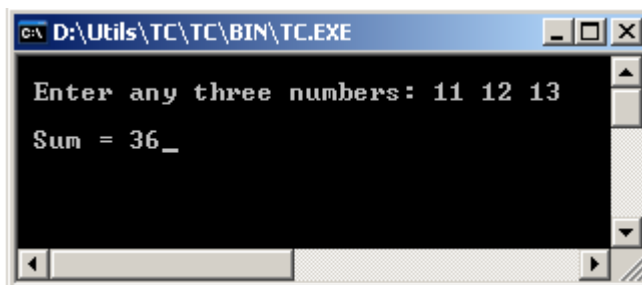 D:\Utils\TC\TC\BIN\TC.EXE
Enter any three numbers: 11 12 13
Sum = 36_